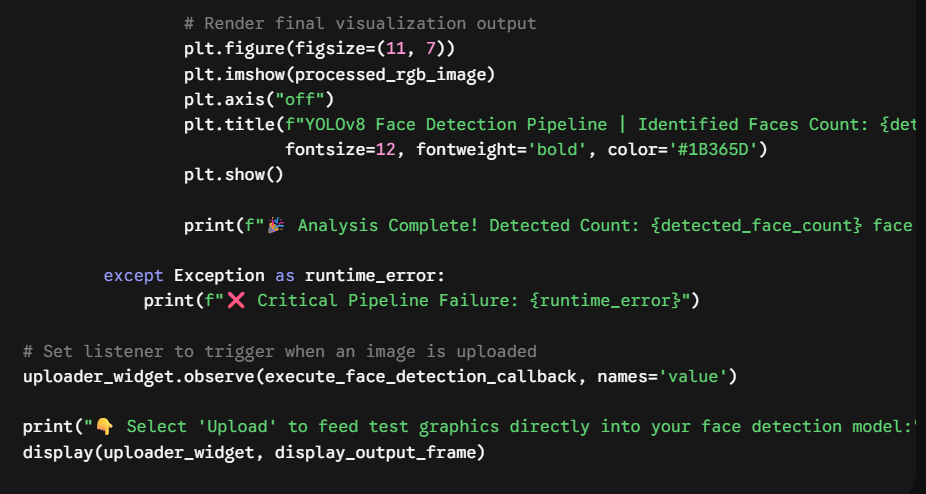 # Render final visualization output
plt.figure(figsize=(11, 7))
plt.imshow(processed_rgb_image)
plt.axis("off")
plt.title(f"YOLOv8 Face Detection Pipeline | Identified Faces Count: {det
fontsize=12, fontweight='bold', color='#1B365D')
plt.show()
print(f"🎉 Analysis Complete! Detected Count: {detected_face_count} face
except Exception as runtime_error:
print(f"❌ Critical Pipeline Failure: {runtime_error}")
# Set listener to trigger when an image is uploaded
uploader_widget.observe(execute_face_detection_callback, names='value')
print("👇 Select 'Upload' to feed test graphics directly into your face detection model:"
display(uploader_widget, display_output_frame)